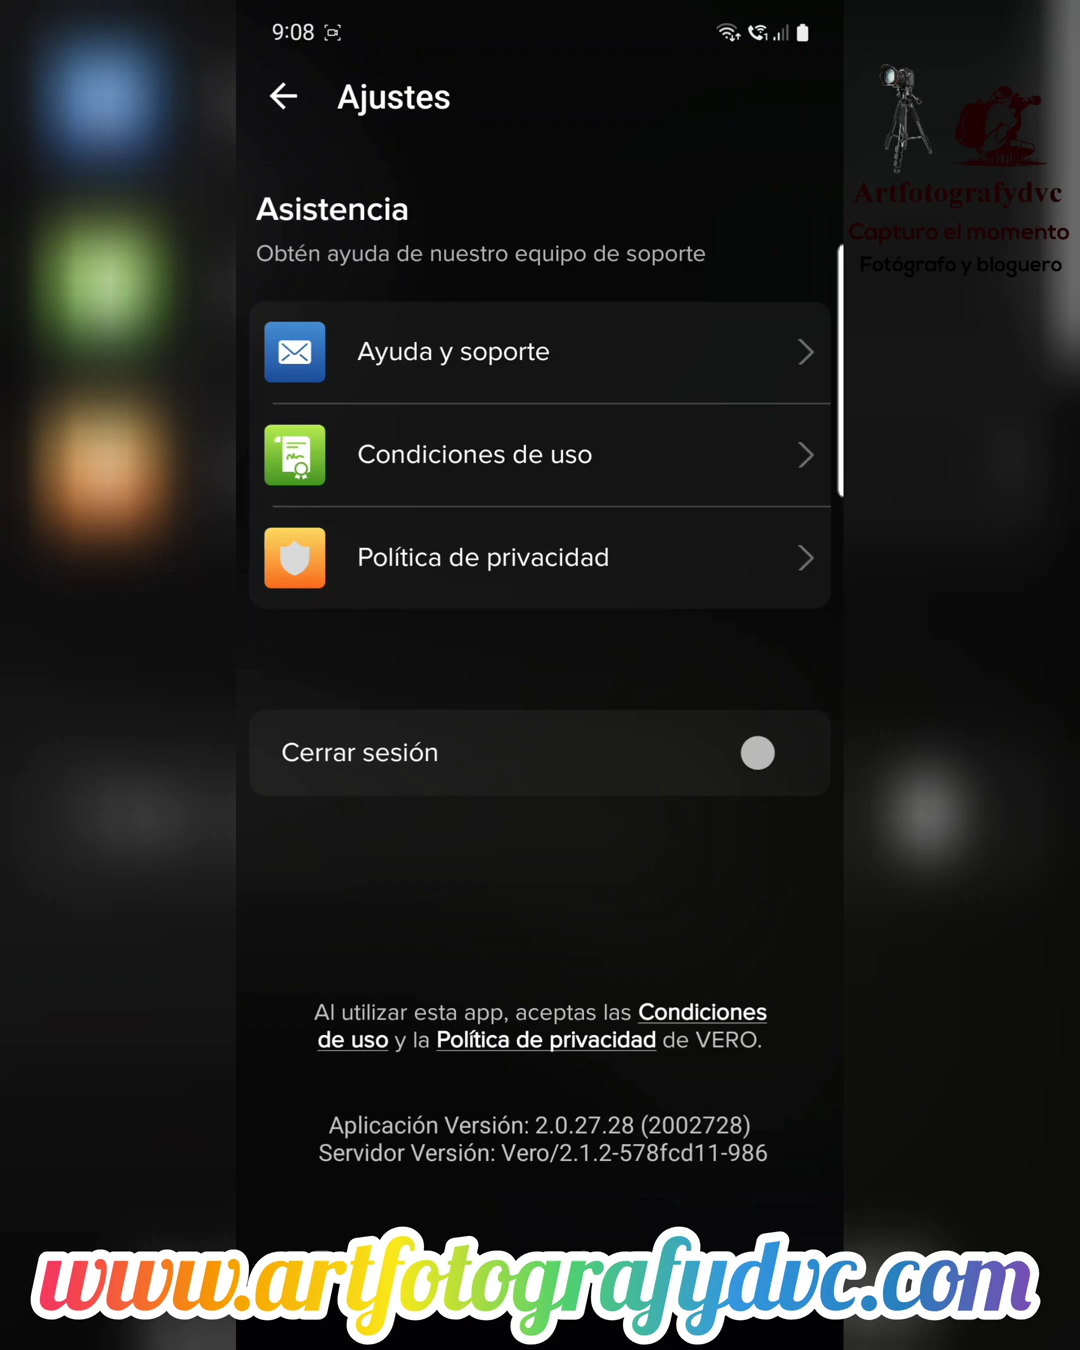 9:08
Ajustes
Artfotografydvc
Capturo el momento
Fotógrafo y bloguero
Asistencia
Obtén ayuda de nuestro equipo de soporte
Ayuda y soporte
Condiciones de uso
Política de privacidad
Cerrar sesión
Al utilizar esta app, aceptas las Condiciones
de uso y la Política de privacidad de VERO.
Aplicación Versión: 2.0.27.28 (2002728)
Servidor Versión: Vero/2.1.2-578fcd11-986
www.artfotografydvc.com